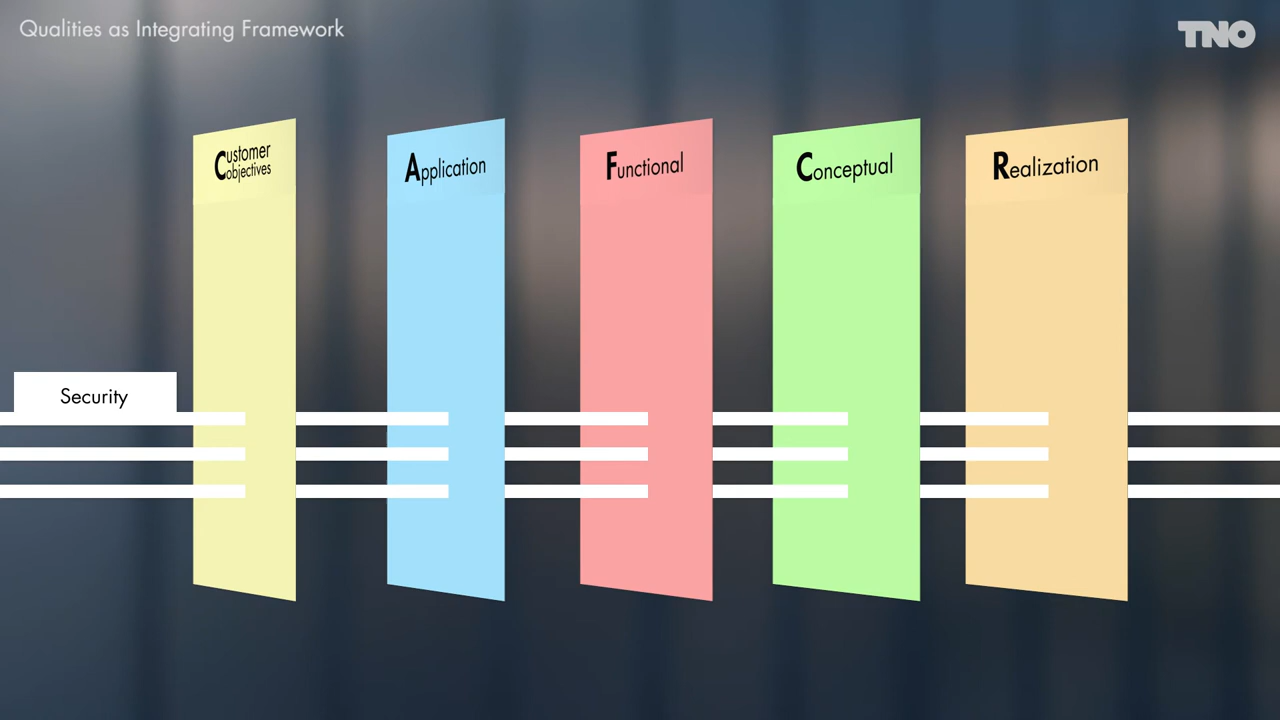 Qualities as Integrating Framework
TNO
Customer
objectives
Application
Functional
Conceptual
Realization
Security